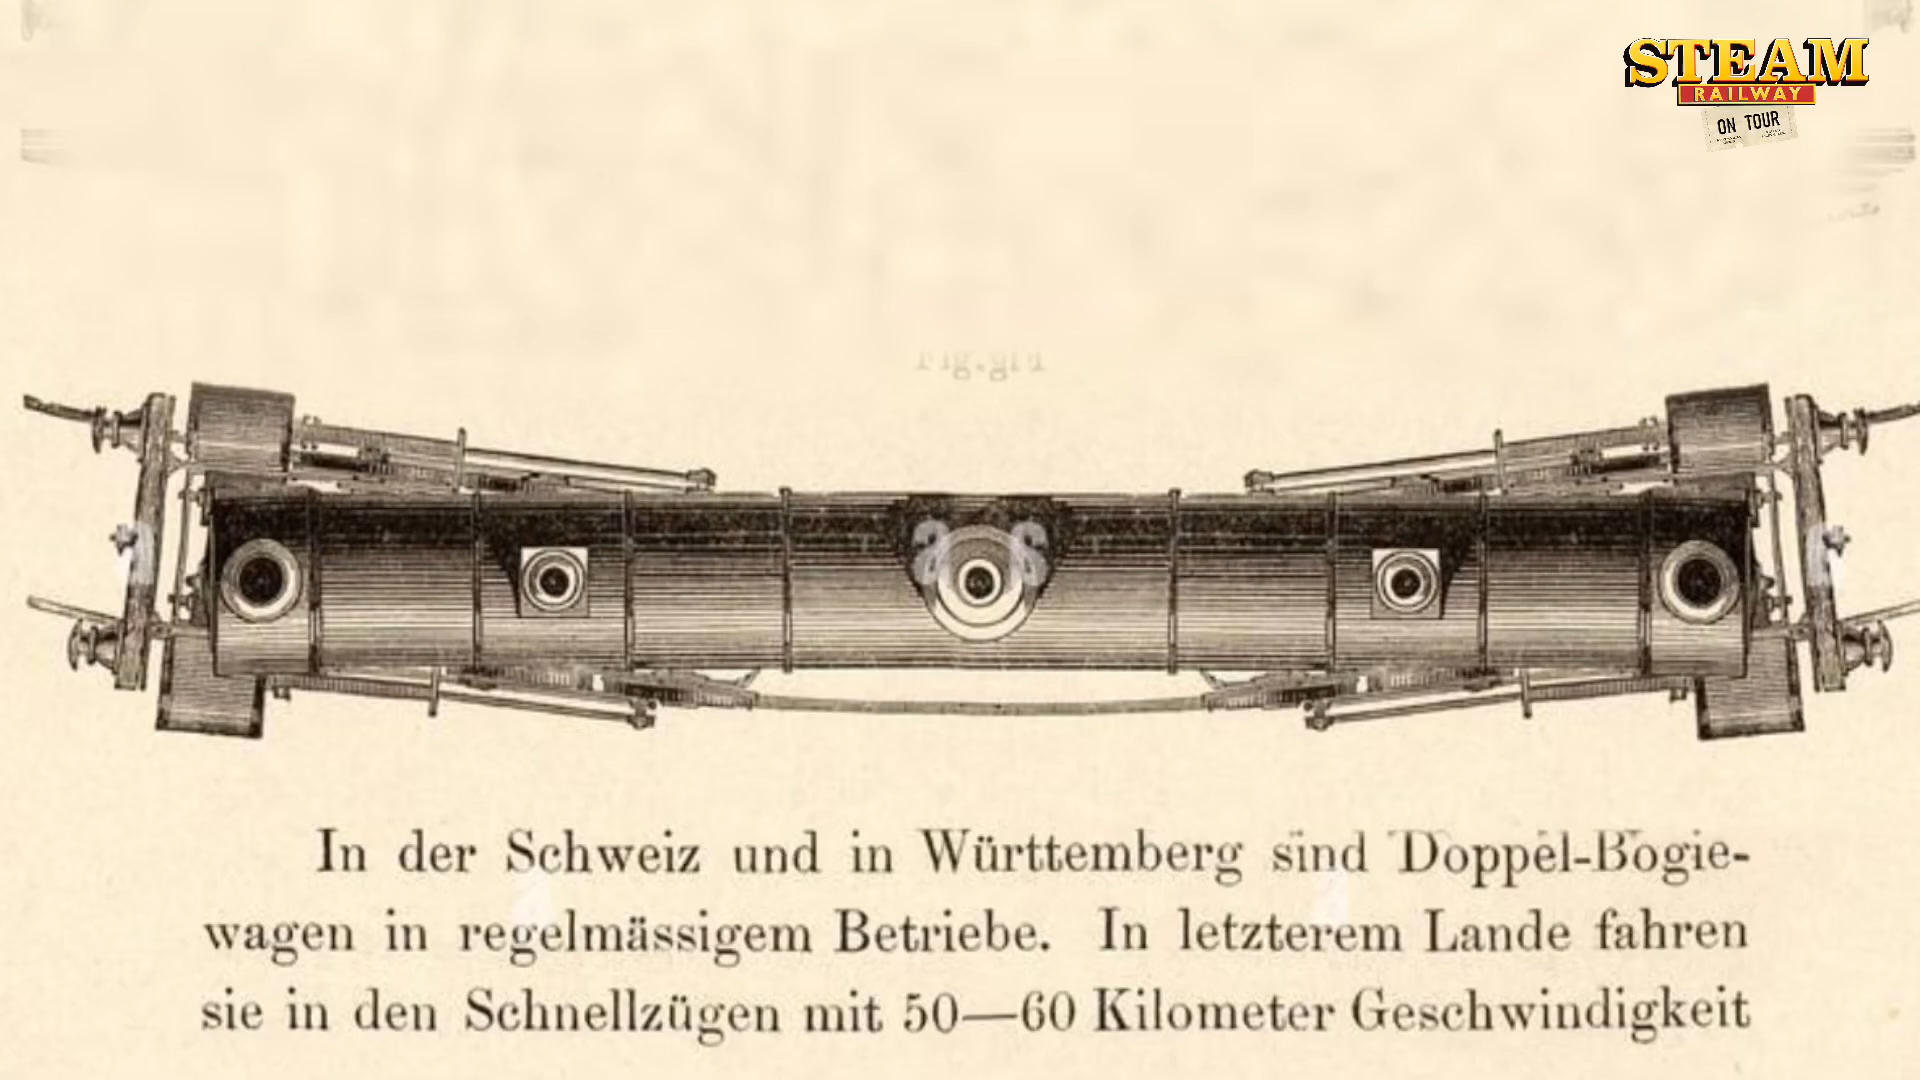 STEAM
RAILWAY
ON TOUR
In der Schweiz und in Württemberg sind Doppel-Bogie-
wagen in regelmässigem Betriebe. In letzterem Lande fahren
sie in den Schnellzügen mit 50—60 Kilometer Geschwindigkeit